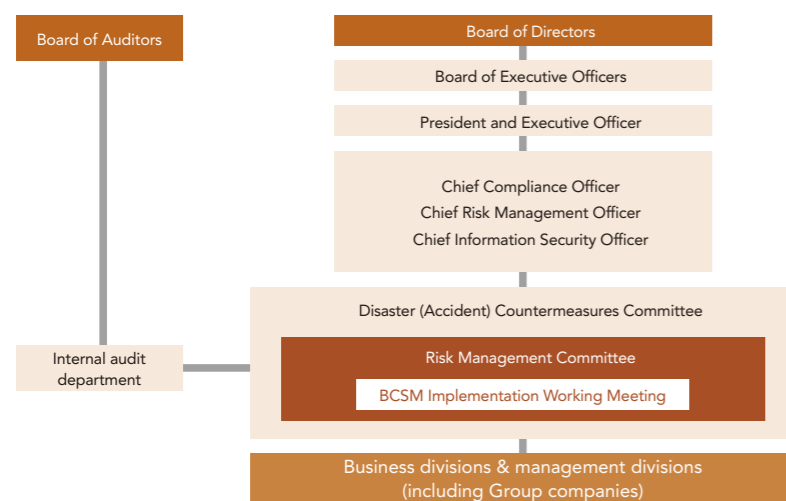 Board of Auditors
Board of Directors
Board of Executive Officers
President and Executive Officer
Chief Compliance Officer
Chief Risk Management Officer
Chief Information Security Officer
Disaster (Accident) Countermeasures Committee
Internal audit
department
Risk Management Committee
BCSM Implementation Working Meeting
Business divisions & management divisions
(including Group companies)